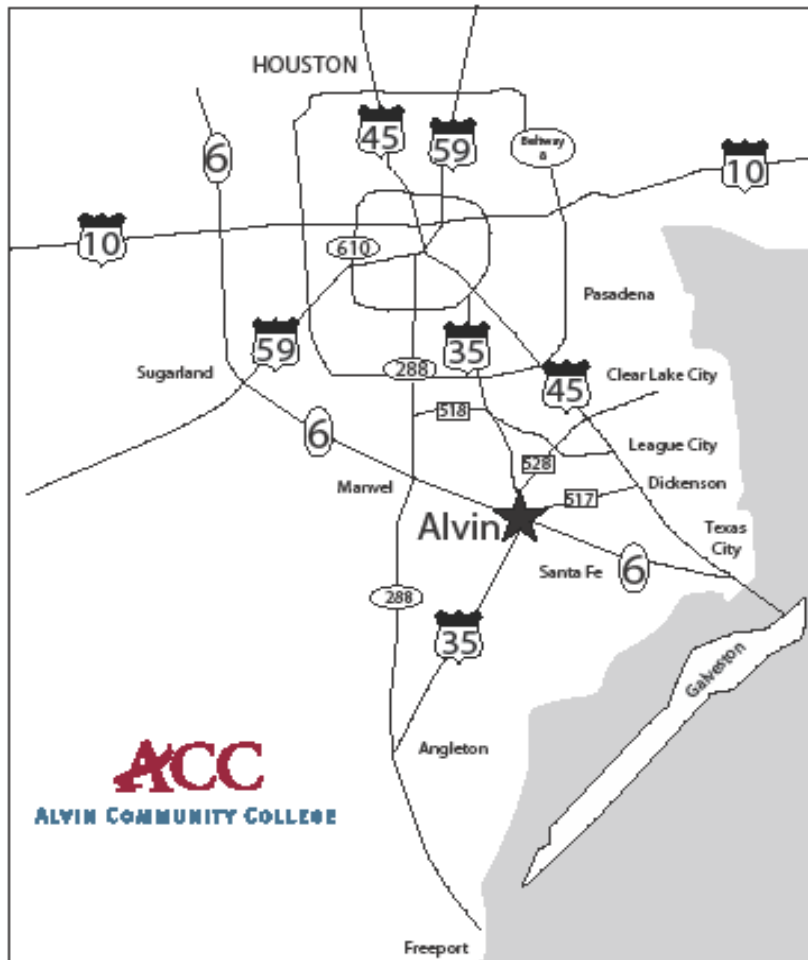 HOUSTON
45
59
6
Beltway
8
10
10
610
Pasadena
59
35
288
Sugarland
45
Clear Lake City
518
6
League City
528
Manvel
Dickenson
517
Alvin
Texas
City
Santa Fe
6
288
35
Galveston
Angleton
ACC
ALVIN COMMUNITY COLLEGE
Freeport